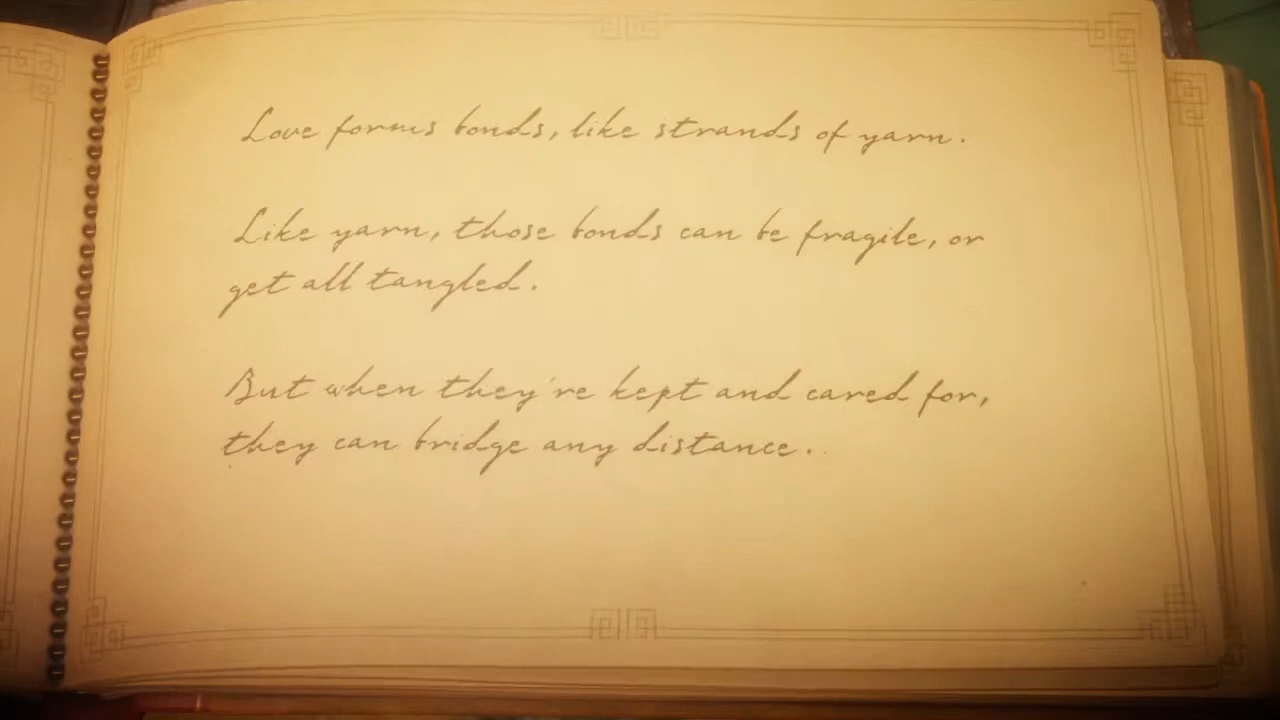 Love forms bonds, like strands of yarn.
Like yarn, those bonds can be fragile, or
get all tangled.
But when they're kept and cared for,
they can bridge any distance.